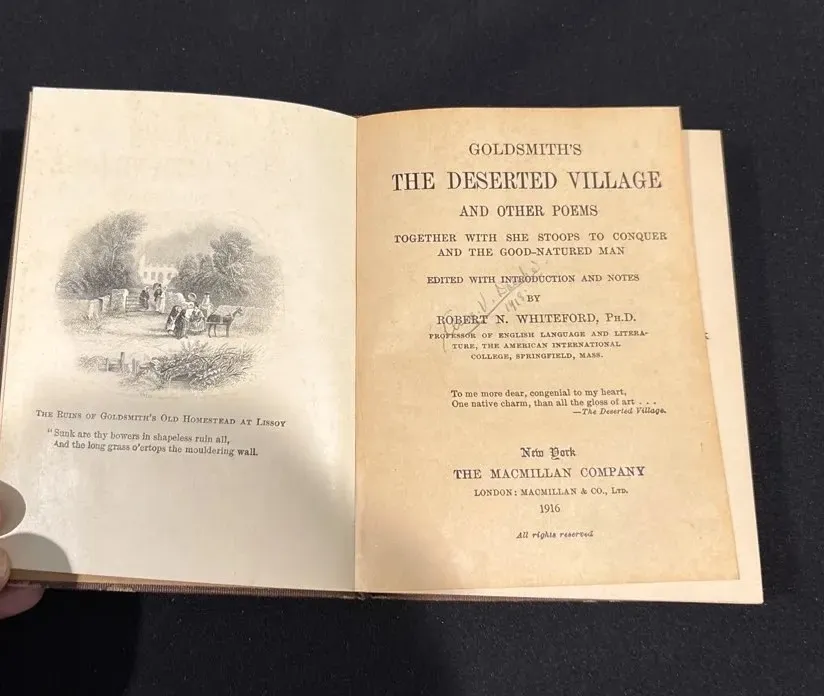 THE RUINS OF GOLDSMITH'S OLD HOMESTEAD AT LISSOY
"Sunk are thy bowers in shapeless ruin all,
And the long grass o'ertops the mouldering wall.
GOLDSMITH'S
THE DESERTED VILLAGE
AND OTHER POEMS
TOGETHER WITH SHE STOOPS TO CONQUER
AND THE GOOD-NATURED MAN
EDITED WITH INTRODUCTION AND NOTES
BY
ROBERT N. WHITEFORD, PH.D.
PROFESSOR OF ENGLISH LANGUAGE AND LITERA-
TURE, THE AMERICAN INTERNATIONAL
COLLEGE, SPRINGFIELD, MASS.
1918.
To me more dear, congenial to my heart,
One native charm, than all the gloss of art . . .
—The Deserted Village.
New York
THE MACMILLAN COMPANY
LONDON: MACMILLAN & CO., LTD.
1916
All rights reserved